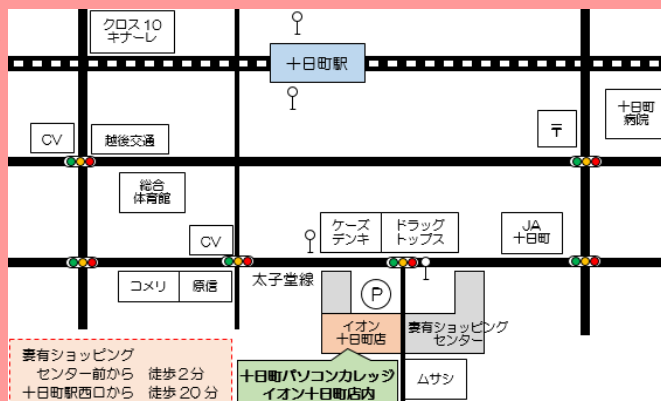 クロス10
キナーレ
十日町駅
十日町
病院
〒
CV
越後交通
総合
体育館
CV
ケーズ
デンキ
ドラッグ
トップス
JA
十日町
コメリ
原信
太子堂線
P
イオン
十日町店
妻有ショッピング
センター
妻有ショッピング
センター前から 徒歩2分
十日町駅西口から 徒歩20分
十日町パソコンカレッジ
イオン十日町店内
ムサシ